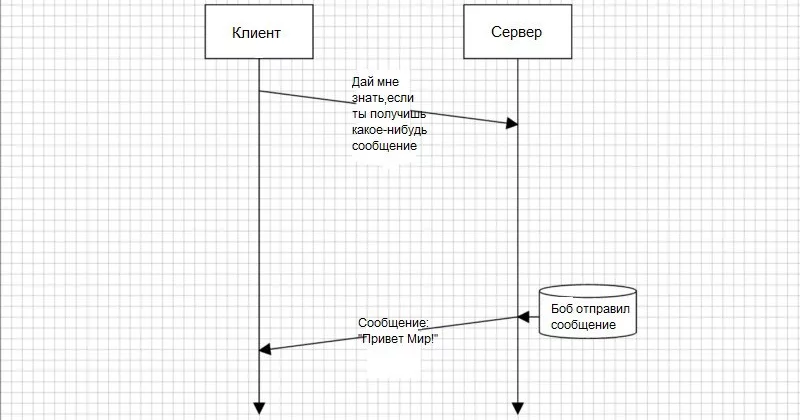 Клиент
Сервер
Дай мне
знать,если
ты получишь
какое-нибудь
сообщение
Боб отправил
сообщение
Сообщение:
"Привет Мир!"